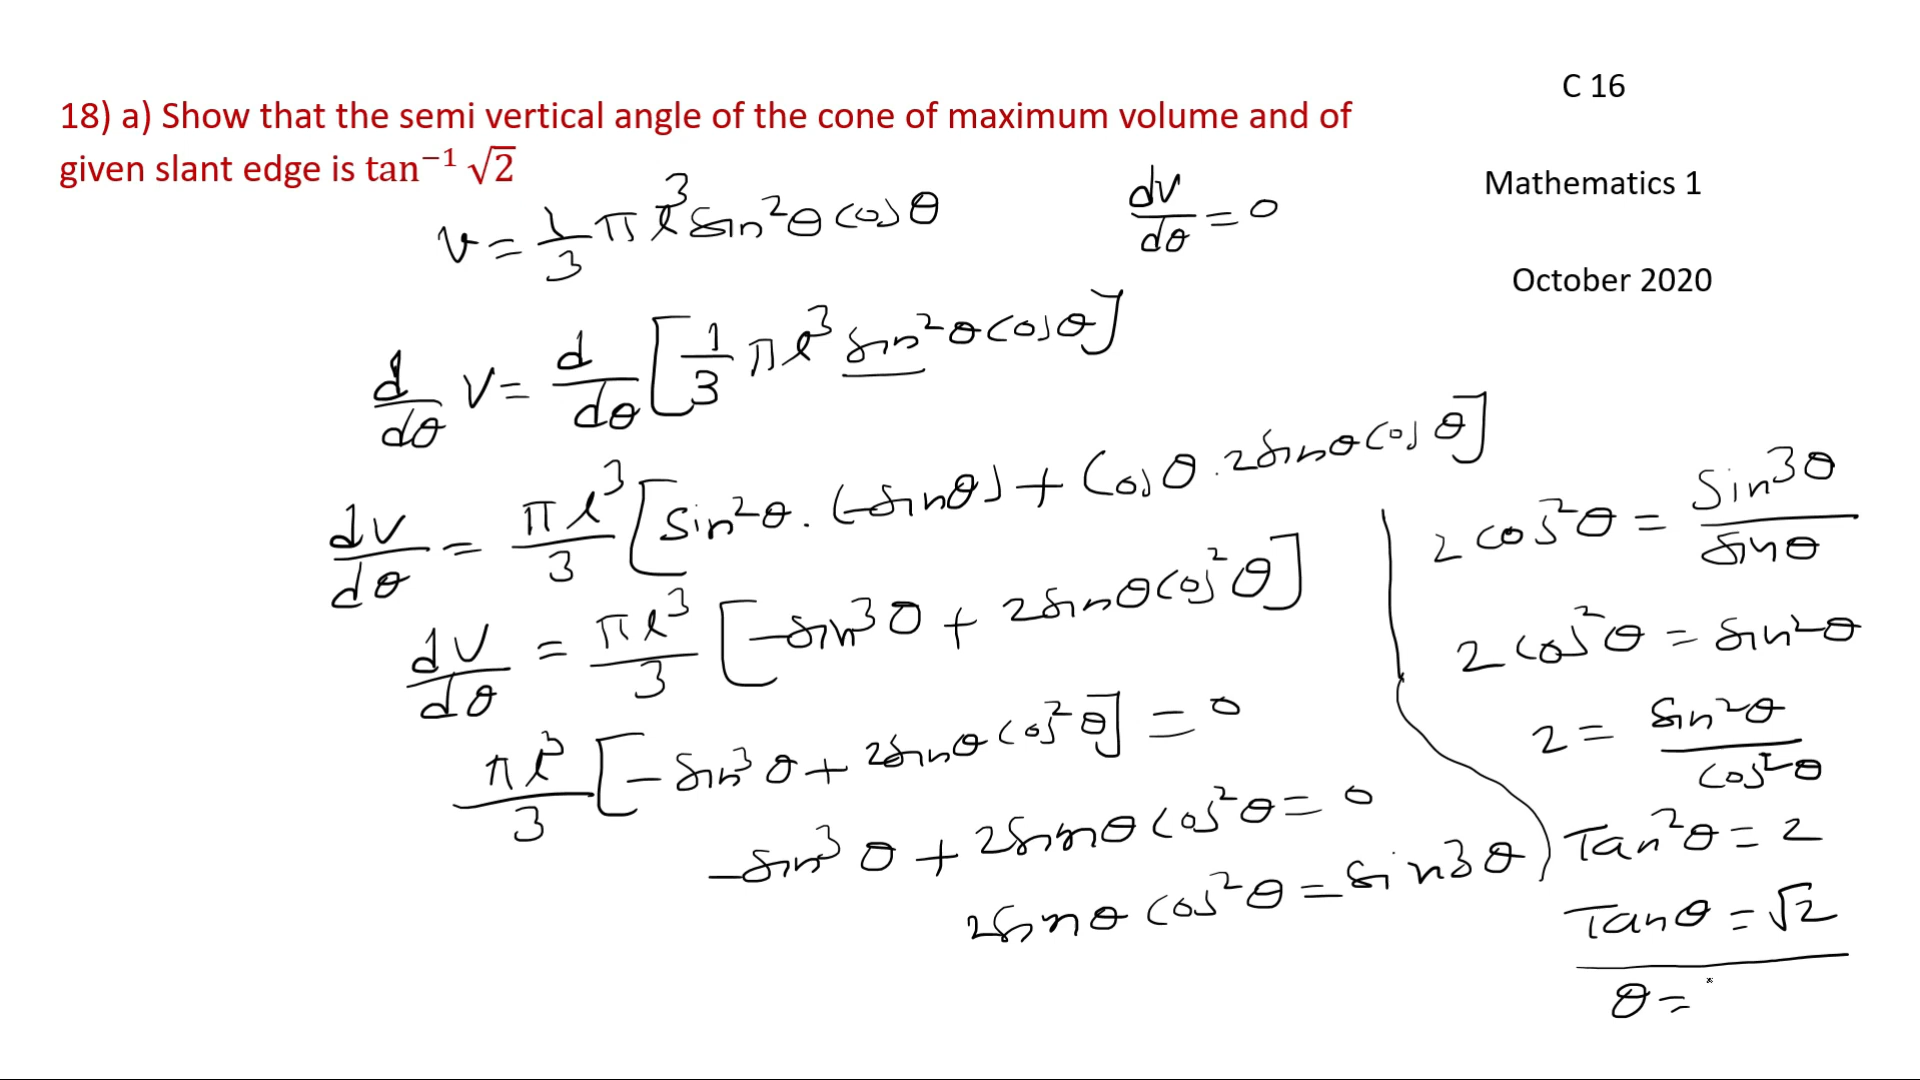 C 16
18) a) Show that the semi vertical angle of the cone of maximum volume and of
given slant edge is tan⁻¹ √2
Mathematics 1
October 2020
v = 1/3 π l³ sin²θ cosθ
dv/dθ = 0
d/dθ V = d/dθ [1/3 π l³ sin²θ cosθ]
dv/dθ = πl³/3 [sin²θ . (-sinθ) + cosθ . 2sinθ cosθ]
dv/dθ = πl³/3 [-sin³θ + 2sinθ cos²θ]
πl³/3 [-sin³θ + 2sinθ cos²θ] = 0
-sin³θ + 2sinθ cos²θ = 0
2sinθ cos²θ = sin3θ
2 cos²θ = sin3θ/sinθ
2 cos²θ = sin²θ
2 = sin²θ/cos²θ
Tan²θ = 2
Tanθ = √2
θ =